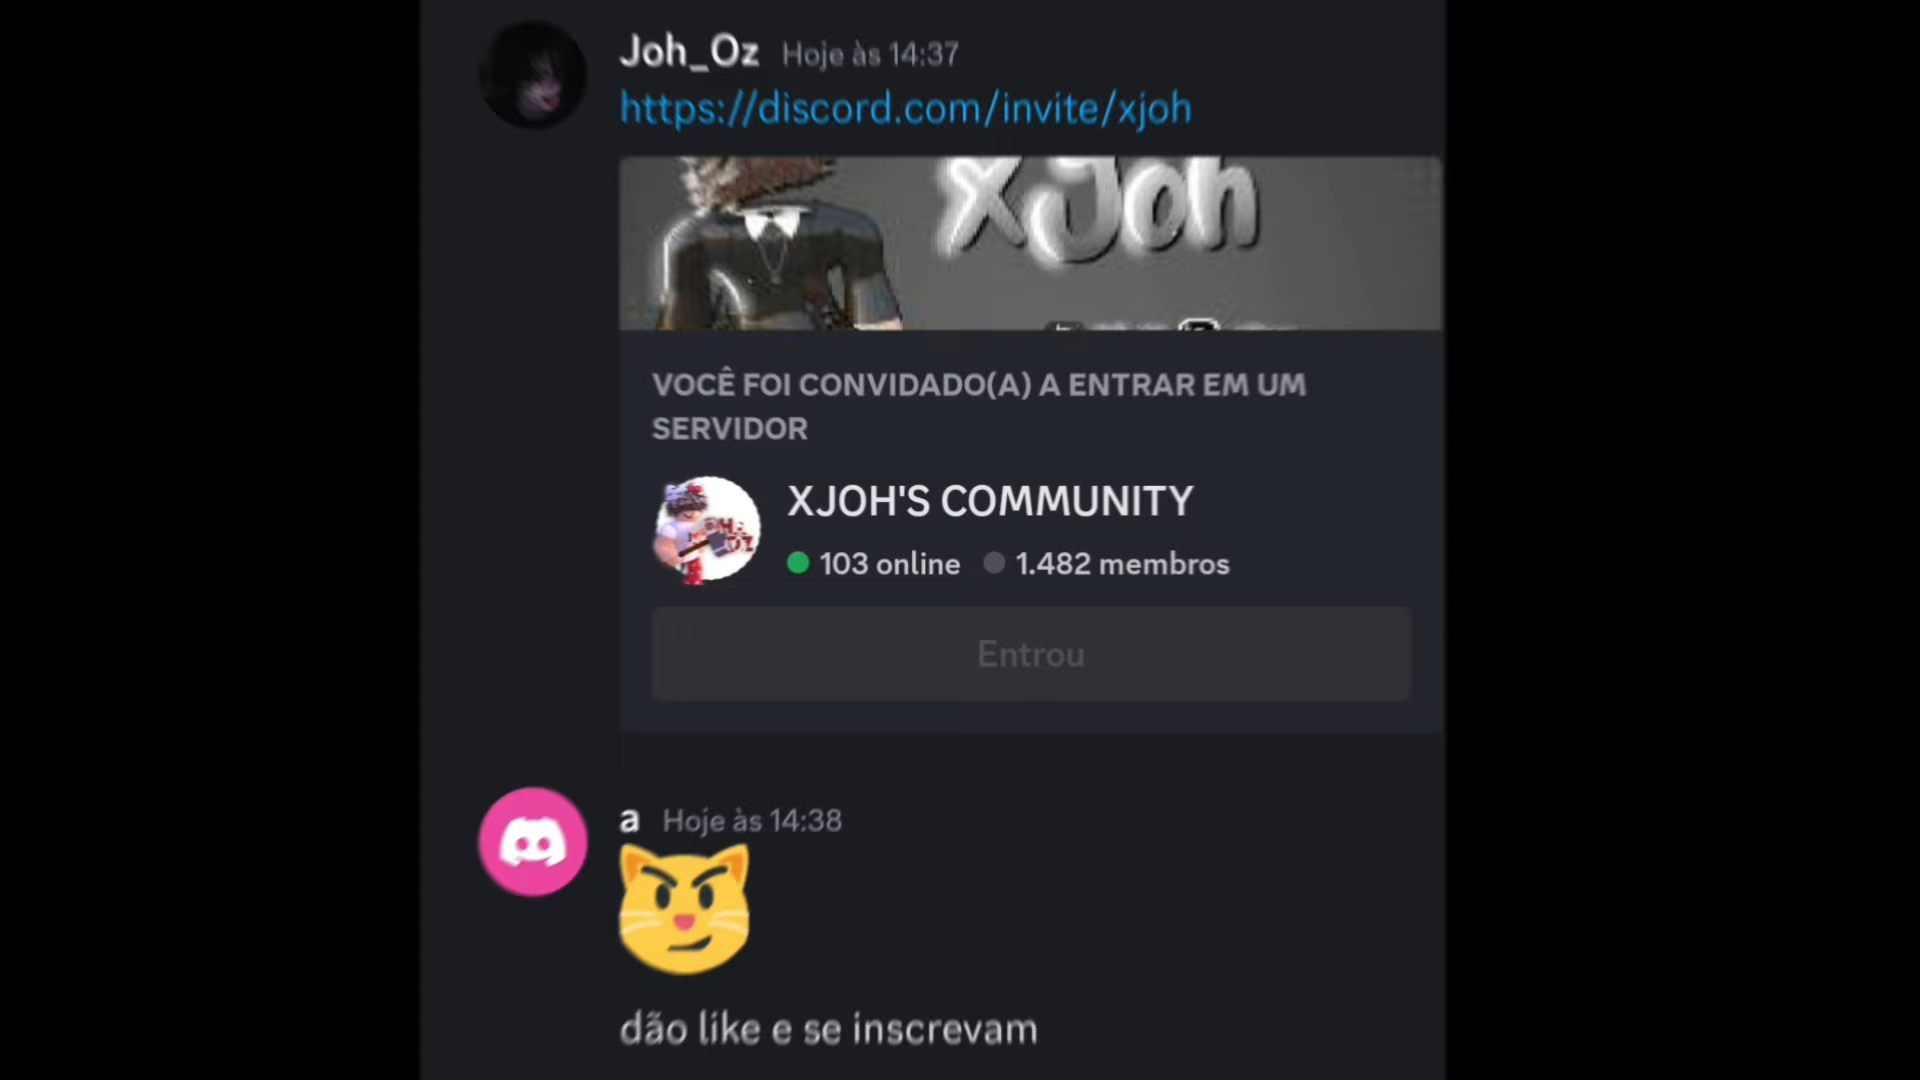 Joh_Oz Hoje às 14:37
https://discord.com/invite/xjoh
XJoh
VOCÊ FOI CONVIDADO(A) A ENTRAR EM UM
SERVIDOR
XJOH'S COMMUNITY
103 online 1.482 membros
Entrou
a Hoje às 14:38
dão like e se inscrevam